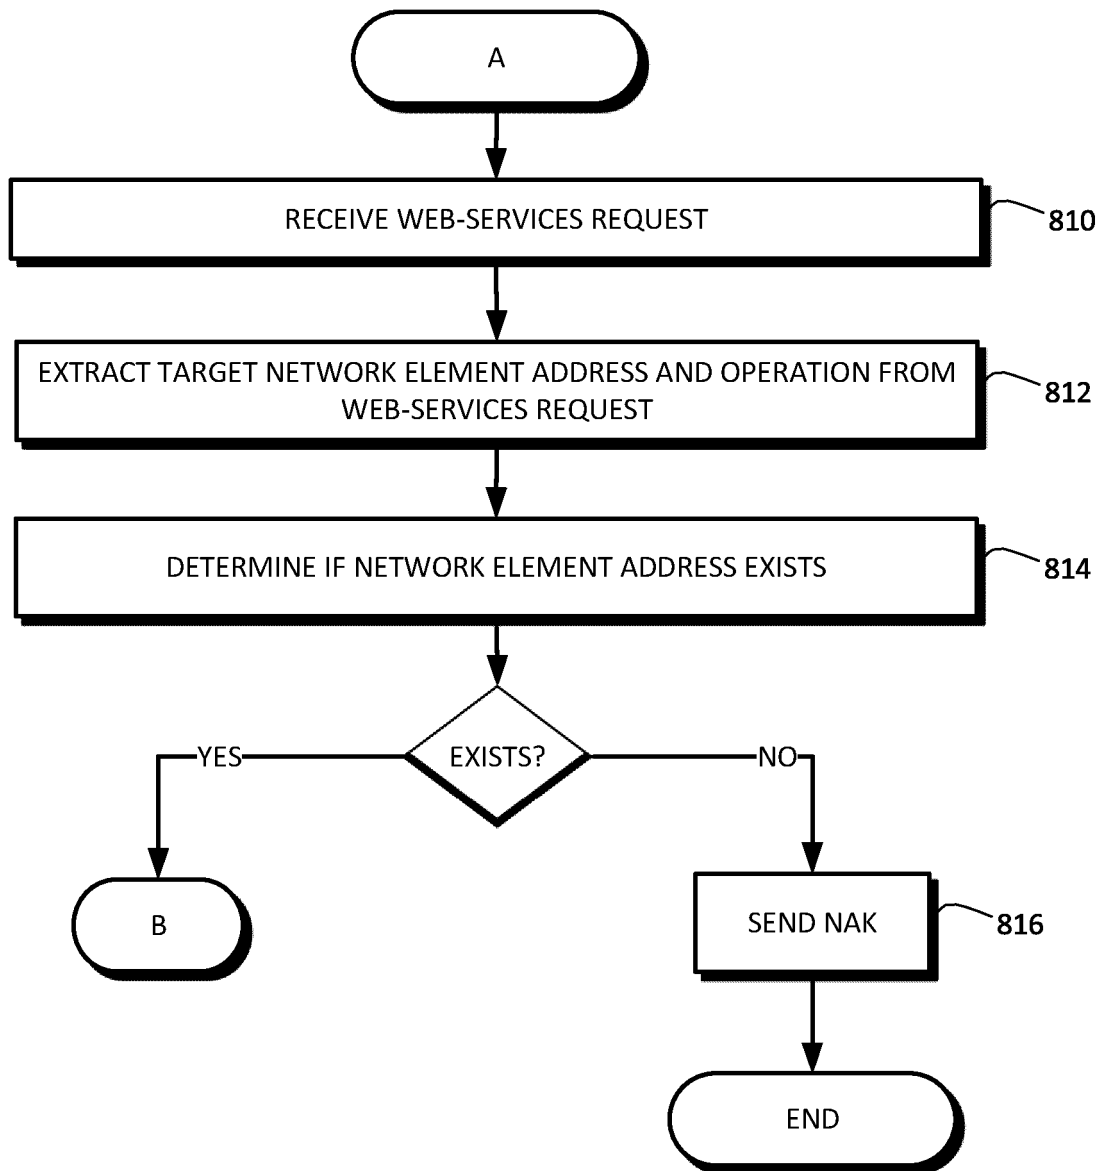 A
RECEIVE WEB-SERVICES REQUEST
810
EXTRACT TARGET NETWORK ELEMENT ADDRESS AND OPERATION FROM
WEB-SERVICES REQUEST
812
DETERMINE IF NETWORK ELEMENT ADDRESS EXISTS
814
YES
EXISTS?
NO
B
SEND NAK
816
END